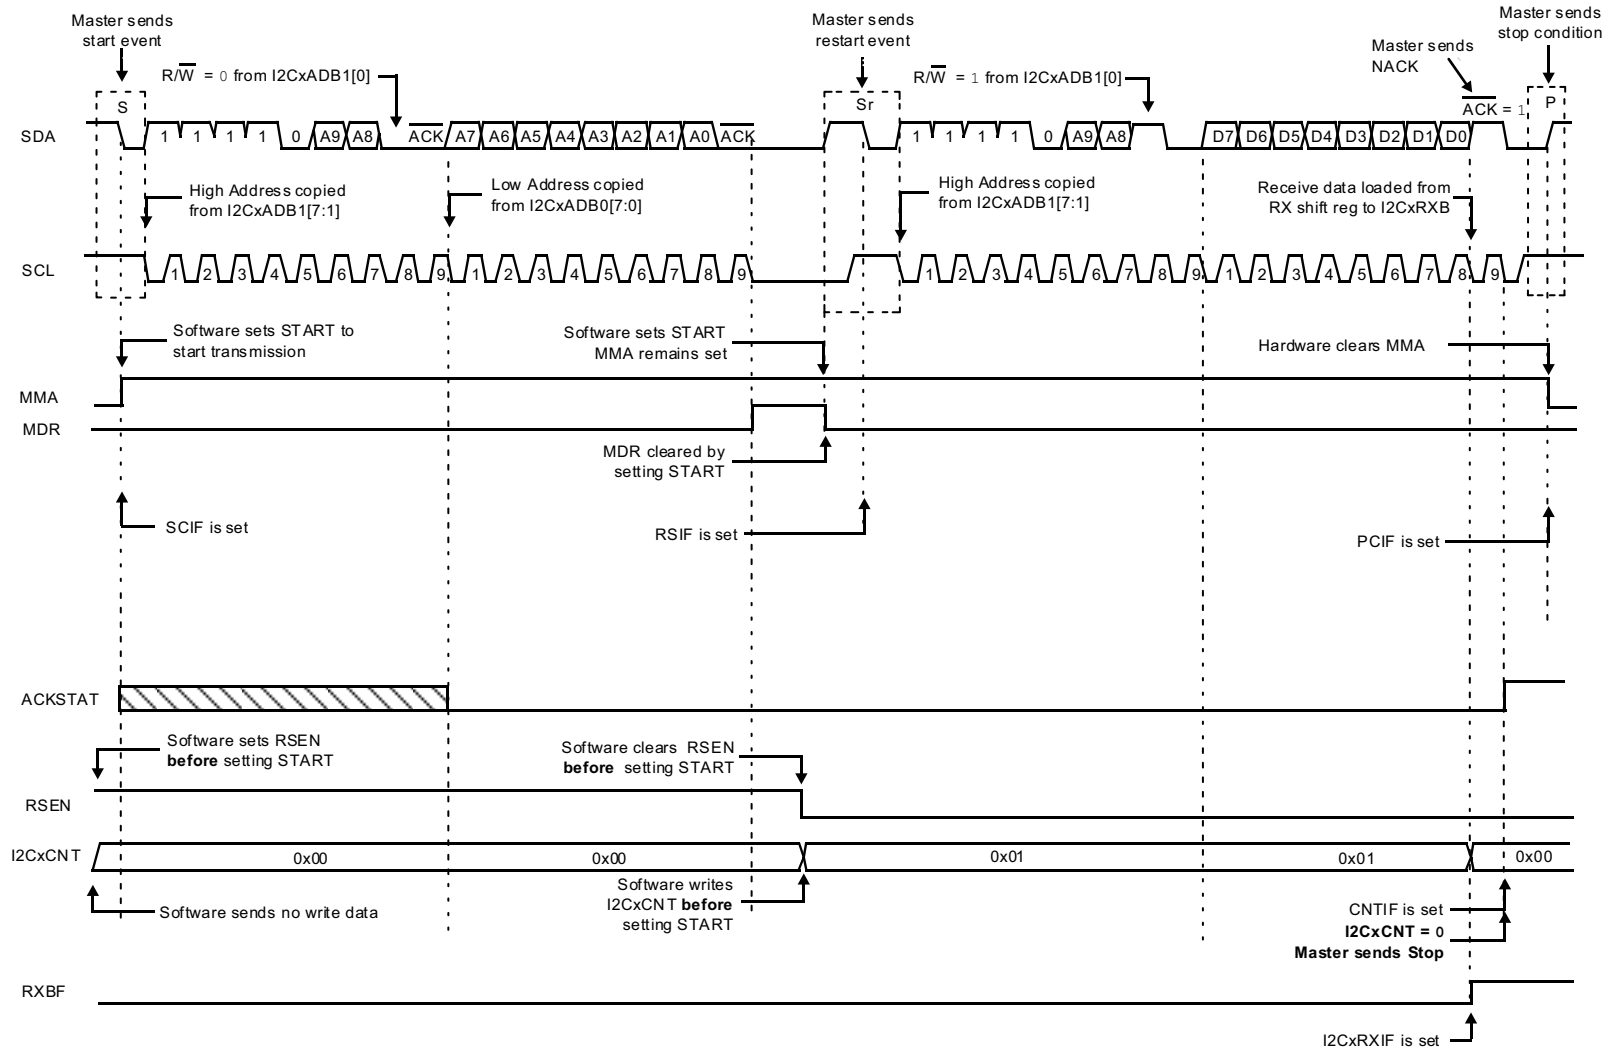 Master sends
start event
Master sends
restart event
Master sends
stop condition
Master sends
NACK
R/W = 0 from I2CxADB1[0]
R/W = 1 from I2CxADB1[0]
ACK = 1
S
Sr
P
SDA
1 1 1 1 0 A9 A8 ACK A7 A6 A5 A4 A3 A2 A1 A0 ACK
1 1 1 1 0 A9 A8 D7 D6 D5 D4 D3 D2 D1 D0
High Address copied
from I2CxADB1[7:1]
Low Address copied
from I2CxADB0[7:0]
High Address copied
from I2CxADB1[7:1]
Receive data loaded from
RX shift reg to I2CxRXB
SCL
1 2 3 4 5 6 7 8 9 1 2 3 4 5 6 7 8 9
1 2 3 4 5 6 7 8 9 1 2 3 4 5 6 7 8 9
Software sets START to
start transmission
Software sets START
MMA remains set
Hardware clears MMA
MMA
MDR
MDR cleared by
setting START
SCIF is set
RSIF is set
PCIF is set
ACKSTAT
Software sets RSEN
before setting START
Software clears RSEN
before setting START
RSEN
I2CxCNT
0x00
0x00
0x01
0x01
0x00
Software sends no write data
Software writes
I2CxCNT before
setting START
CNTIF is set
I2CxCNT = 0
Master sends Stop
RXBF
I2CxRXIF is set